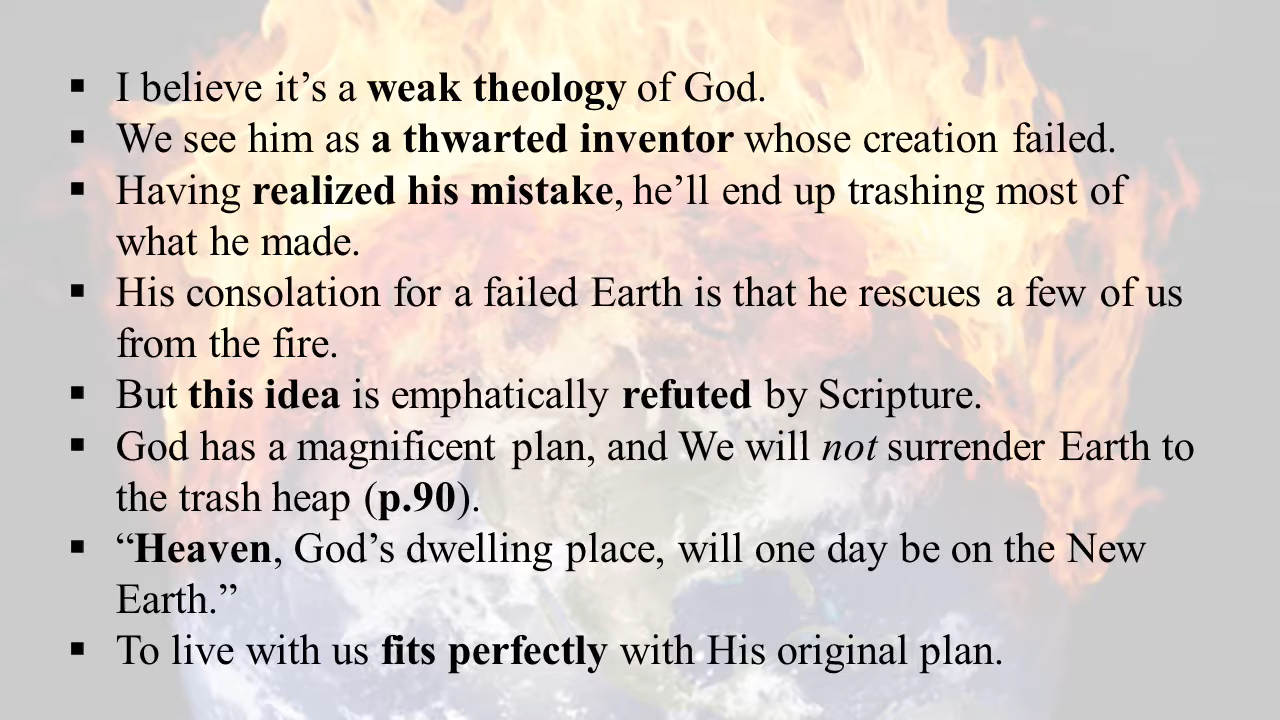 ▪ I believe it’s a weak theology of God.
▪ We see him as a thwarted inventor whose creation failed.
▪ Having realized his mistake, he’ll end up trashing most of
what he made.
▪ His consolation for a failed Earth is that he rescues a few of us
from the fire.
▪ But this idea is emphatically refuted by Scripture.
▪ God has a magnificent plan, and We will not surrender Earth to
the trash heap (p.90).
▪ “Heaven, God’s dwelling place, will one day be on the New
Earth.”
▪ To live with us fits perfectly with His original plan.